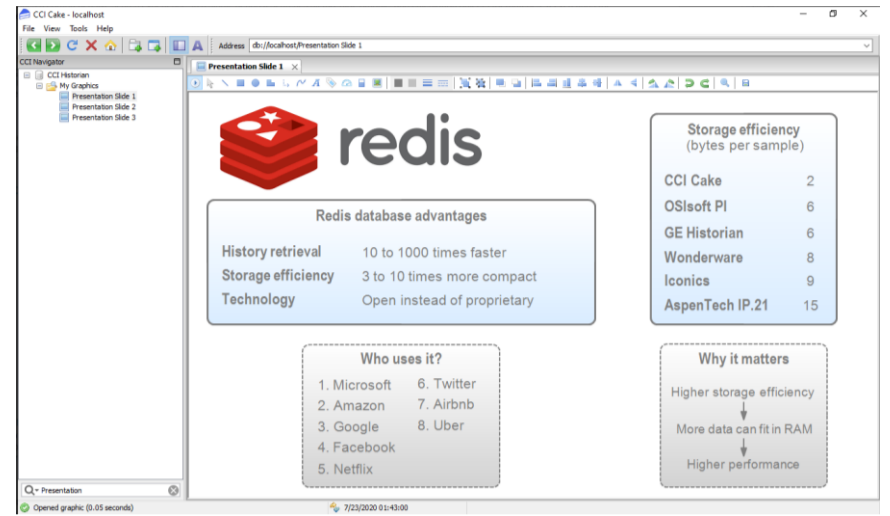 CCI Cake - localhost
File View Tools Help
Address db://localhost/Presentation Slide 1
CCI Navigator
CCI Historian
My Graphics
Presentation Slide 1
Presentation Slide 2
Presentation Slide 3
Presentation Slide 1
redis
Redis database advantages
History retrieval 10 to 1000 times faster
Storage efficiency 3 to 10 times more compact
Technology Open instead of proprietary
Storage efficiency
(bytes per sample)
CCI Cake 2
OSIsoft PI 6
GE Historian 6
Wonderware 8
Iconics 9
AspenTech IP.21 15
Who uses it?
1. Microsoft 6. Twitter
2. Amazon 7. Airbnb
3. Google 8. Uber
4. Facebook
5. Netflix
Why it matters
Higher storage efficiency
More data can fit in RAM
Higher performance
Presentation
Opened graphic (0.05 seconds) 7/23/2020 01:43:00